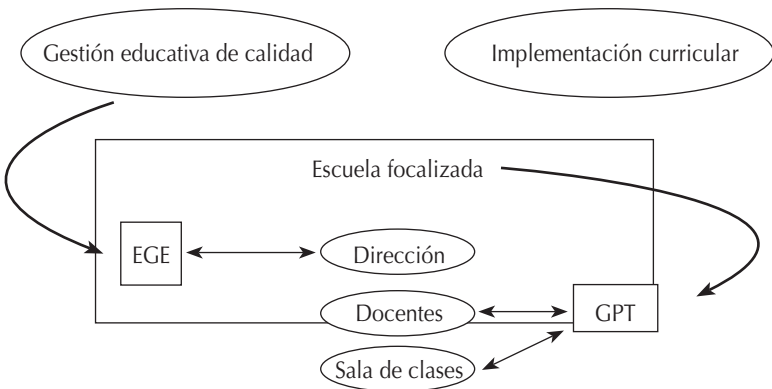 Gestión educativa de calidad
Implementación curricular
Escuela focalizada
EGE
Dirección
Docentes
GPT
Sala de clases